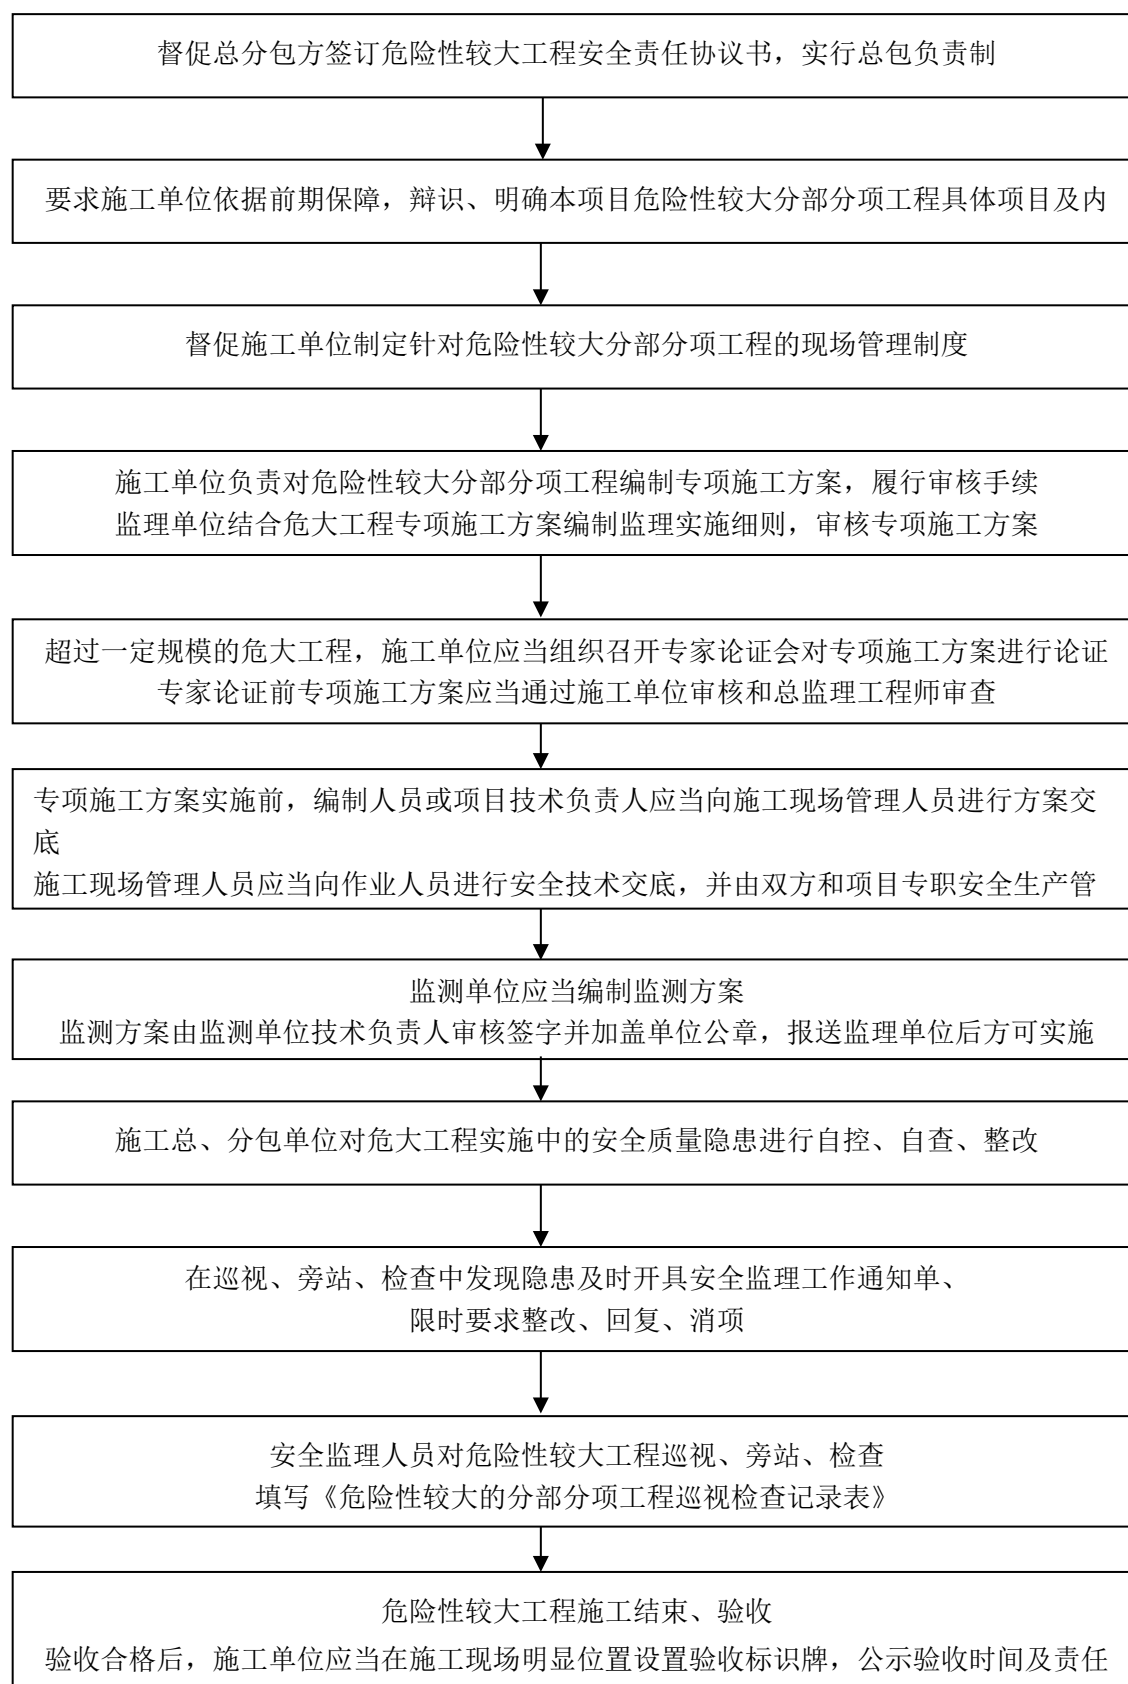 督促总分包方签订危险性较大工程安全责任协议书，实行总包负责制
要求施工单位依据前期保障，辩识、明确本项目危险性较大分部分项工程具体项目及内
督促施工单位制定针对危险性较大分部分项工程的现场管理制度
施工单位负责对危险性较大分部分项工程编制专项施工方案，履行审核手续
监理单位结合危大工程专项施工方案编制监理实施细则，审核专项施工方案
超过一定规模的危大工程，施工单位应当组织召开专家论证会对专项施工方案进行论证
专家论证前专项施工方案应当通过施工单位审核和总监理工程师审查
专项施工方案实施前，编制人员或项目技术负责人应当向施工现场管理人员进行方案交
底
施工现场管理人员应当向作业人员进行安全技术交底，并由双方和项目专职安全生产管
监测单位应当编制监测方案
监测方案由监测单位技术负责人审核签字并加盖单位公章，报送监理单位后方可实施
施工总、分包单位对危大工程实施中的安全质量隐患进行自控、自查、整改
在巡视、旁站、检查中发现隐患及时开具安全监理工作通知单、
限时要求整改、回复、消项
安全监理人员对危险性较大工程巡视、旁站、检查
填写《危险性较大的分部分项工程巡视检查记录表》
危险性较大工程施工结束、验收
验收合格后，施工单位应当在施工现场明显位置设置验收标识牌，公示验收时间及责任